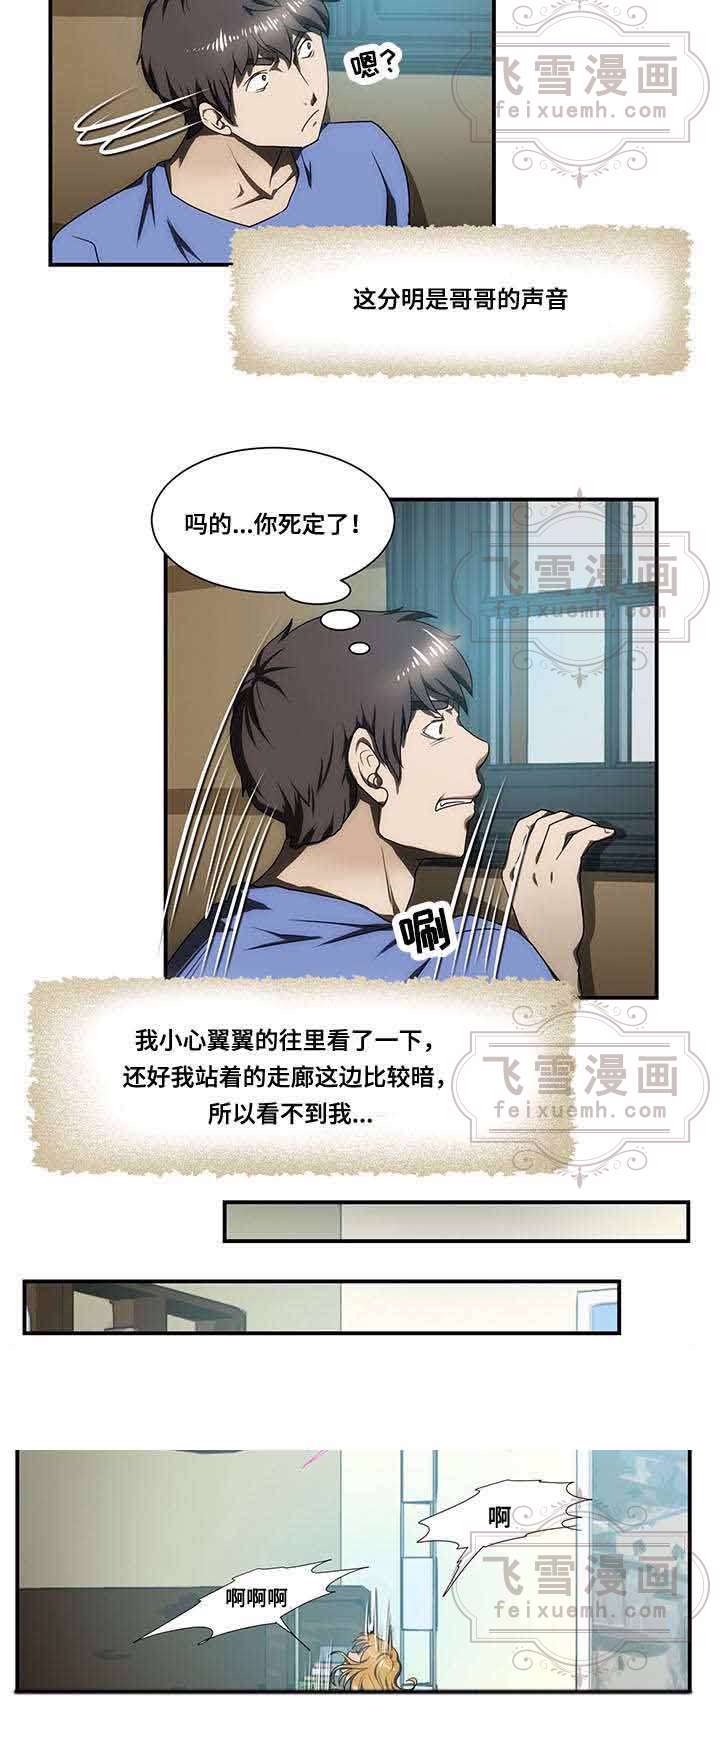 嗯？
飞雪漫画
feixuemh.com
这分明是哥哥的声音
吗的...你死定了！
飞雪漫画
feixuemh.com
唰
我小心翼翼的往里看了一下，
还好我站着的走廊这边比较暗，
所以看不到我...
飞雪漫画
feixuemh.com
啊
啊啊啊
飞雪漫画
feixuemh.com